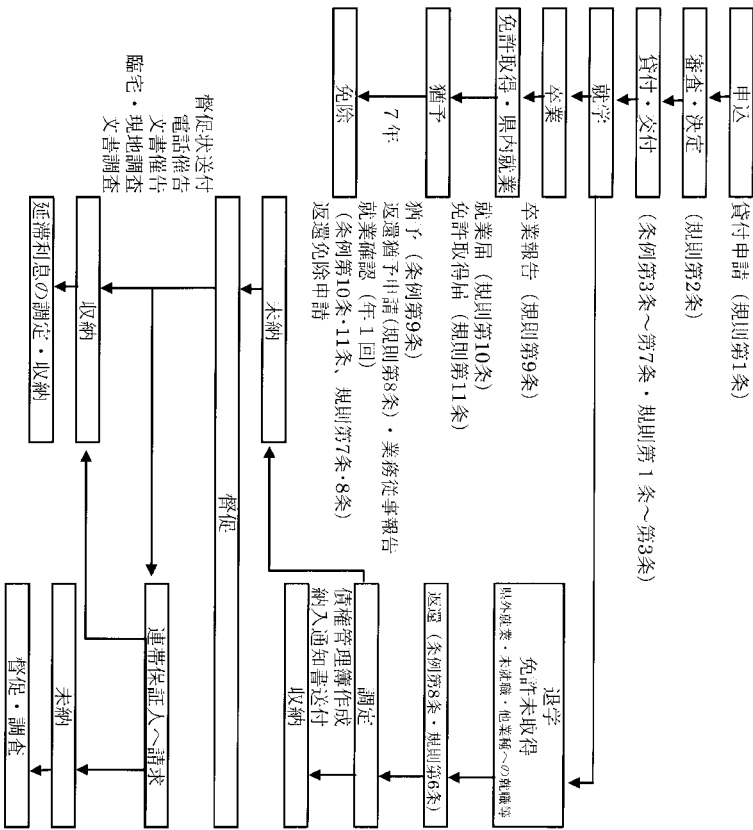 申込
貸付申請（規則第1条）
審査・決定
（規則第2条）
貸付・交付
（条例第3条～第7条・規則第１条～第3条）
就学
卒業
卒業報告（規則第9条）
免許取得・県内就業
就業届（規則第10条）
免許取得届（規則第11条）
猶予
猶予（条例第9条）
返還猶予申請(規則第8条)・業務従事報告
7年
就業確認（年1回）
免除
（条例第10条・11条、規則第7条・8条）
返還免除申請
退学
免許未取得
県外就業・未就職・他業種への就職等
返還（条例第8条・規則第6条）
調定
債権管理簿作成
納入通知書送付
収納
未納
督促
督促状送付
電話催告
文書催告
臨宅・現地調査
文書調査
収納
延滞利息の調定・収納
連帯保証人へ請求
未納
督促・調査